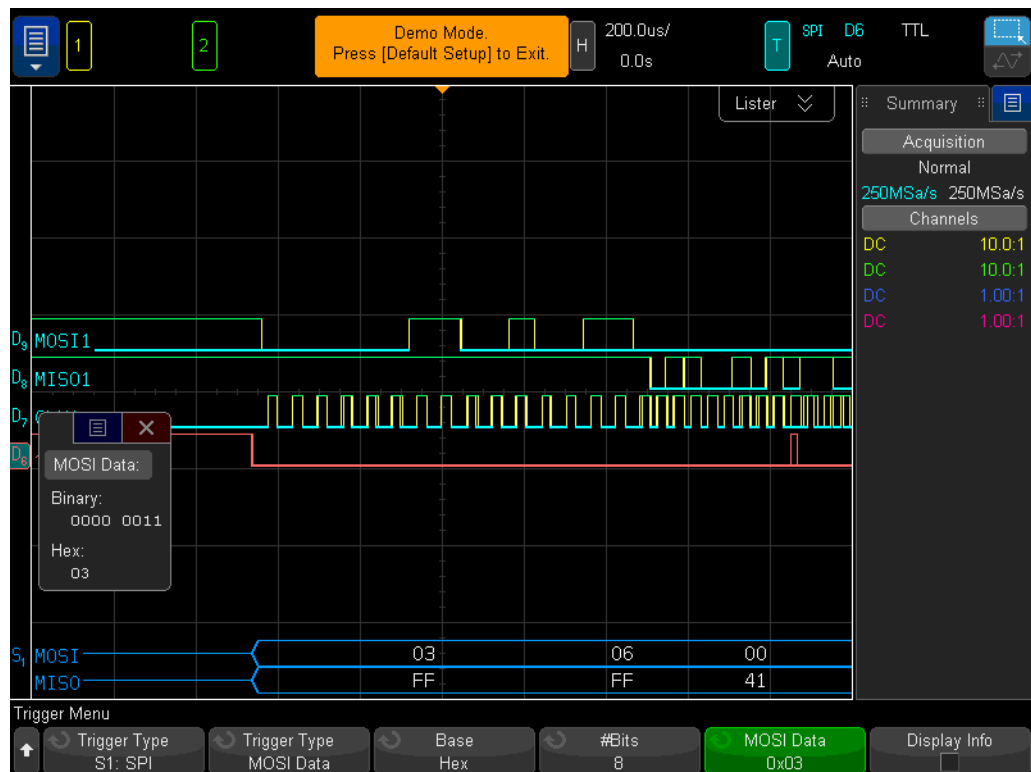 1
2
Demo Mode.
Press [Default Setup] to Exit.
H
200.0us/
0.0s
T
SPI D6 TTL
Auto
Lister
Summary
Acquisition
Normal
250MSa/s 250MSa/s
Channels
DC 10.0:1
DC 10.0:1
DC 1.00:1
DC 1.00:1
D9 MOSI1
D8 MISO1
D7
D6
MOSI Data:
Binary:
0000 0011
Hex:
03
S1 MOSI 03 06 00
MISO FF FF 41
Trigger Menu
Trigger Type
S1: SPI
Trigger Type
MOSI Data
Base
Hex
#Bits
8
MOSI Data
0x03
Display Info